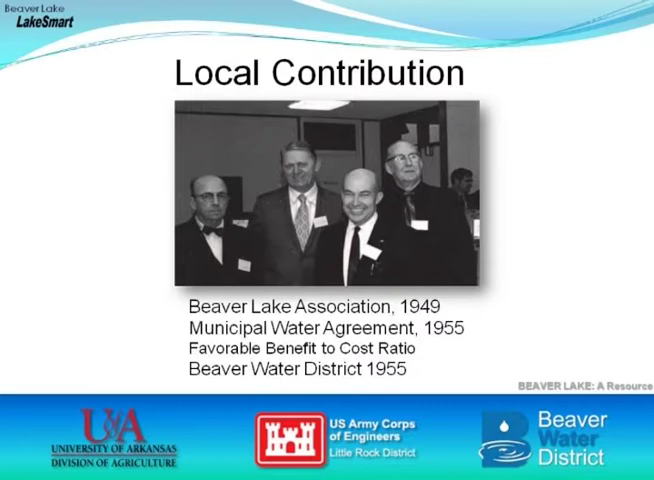 Beaver Lake
LakeSmart
Local Contribution
Beaver Lake Association, 1949
Municipal Water Agreement, 1955
Favorable Benefit to Cost Ratio
Beaver Water District 1955
BEAVER LAKE: A Resource
U of A
UNIVERSITY OF ARKANSAS
DIVISION OF AGRICULTURE
US Army Corps
of Engineers
Little Rock District
Beaver
Water
District